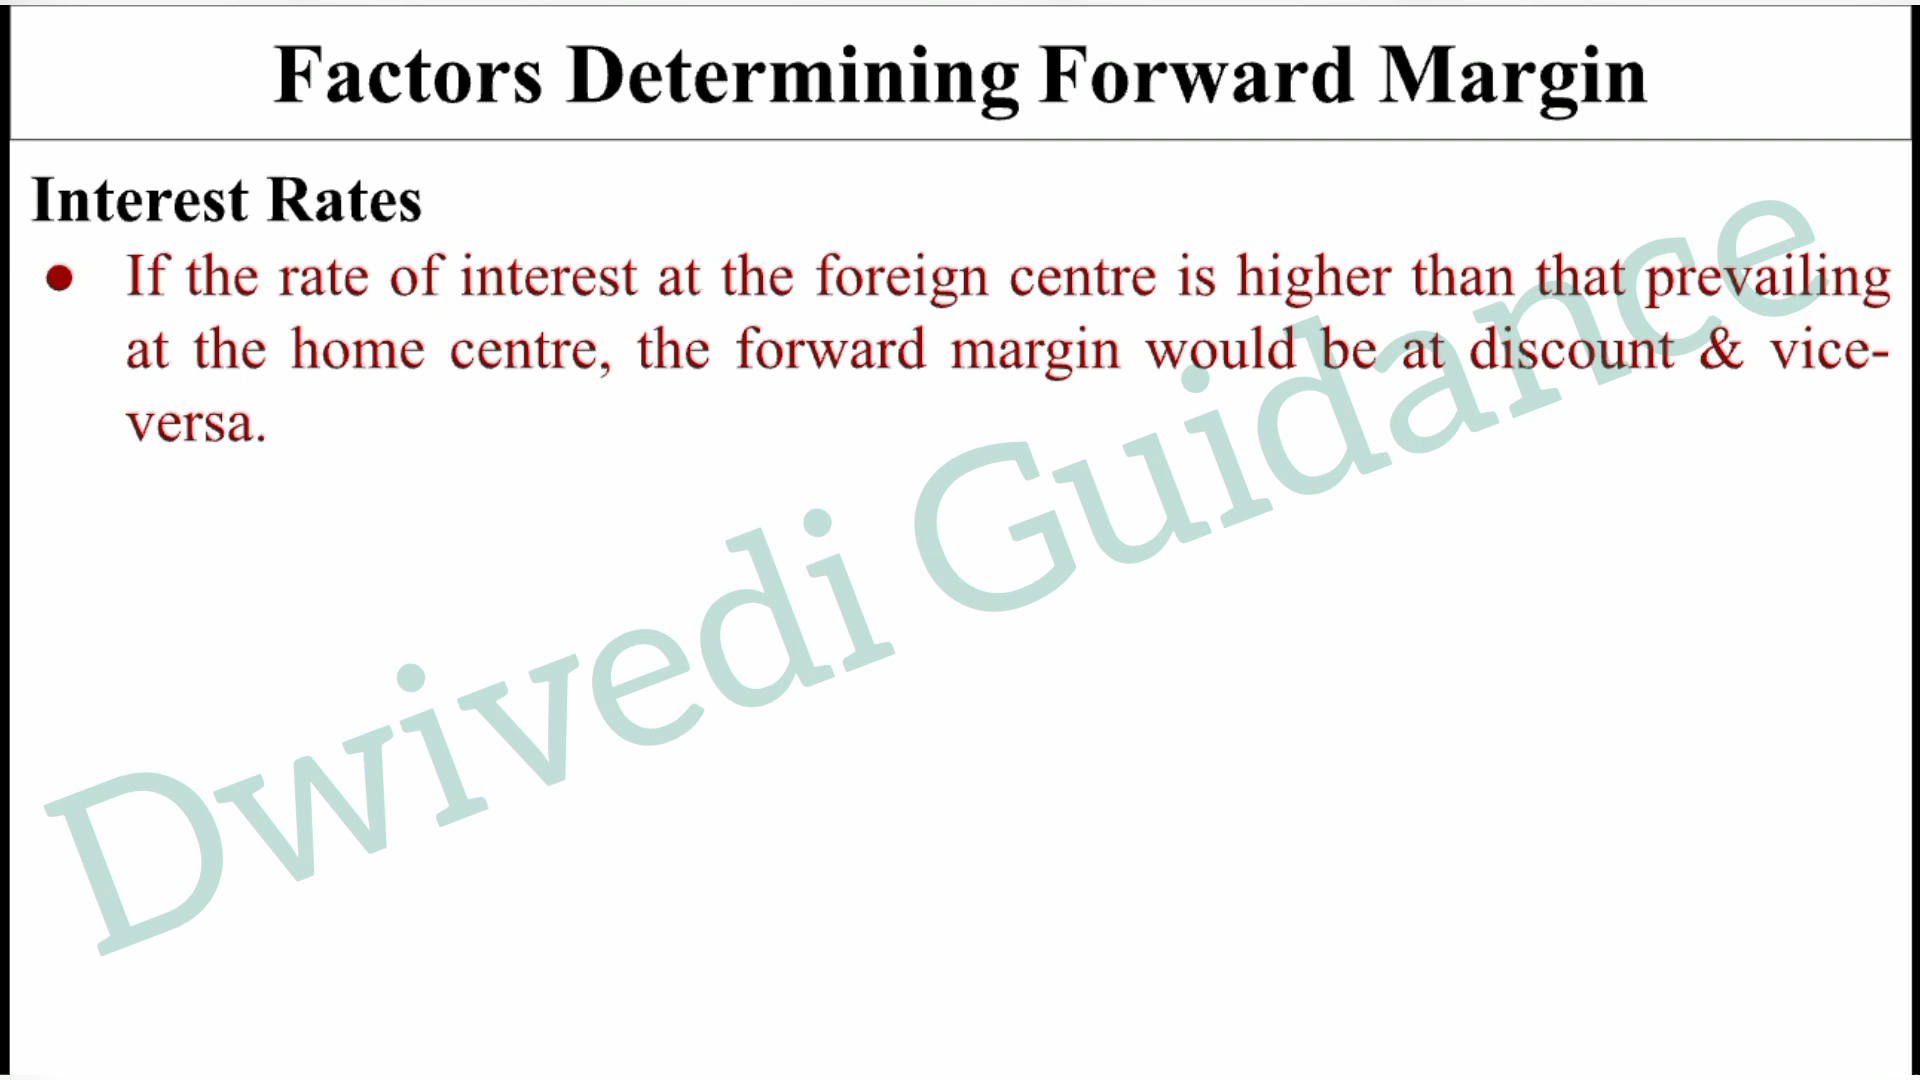 Factors Determining Forward Margin
Interest Rates
● If the rate of interest at the foreign centre is higher than that prevailing
at the home centre, the forward margin would be at discount & vice-
versa.
Dwivedi Guidance